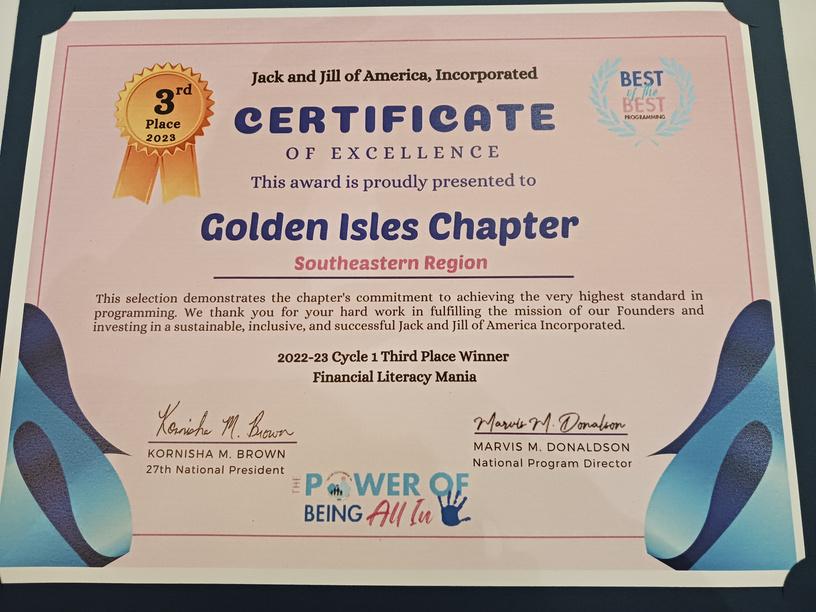 Jack and Jill of America, Incorporated
3rd
Place
2023
BEST
of the
BEST
PROGRAMMING
CERTIFICATE
OF EXCELLENCE
This award is proudly presented to
Golden Isles Chapter
Southeastern Region
This selection demonstrates the chapter's commitment to achieving the very highest standard in
programming. We thank you for your hard work in fulfilling the mission of our Founders and
investing in a sustainable, inclusive, and successful Jack and Jill of America Incorporated.
2022-23 Cycle 1 Third Place Winner
Financial Literacy Mania
Kornisha M. Brown
KORNISHA M. BROWN
27th National President
Marvis M. Donalson
MARVIS M. DONALDSON
National Program Director
THE POWER OF
BEING All In